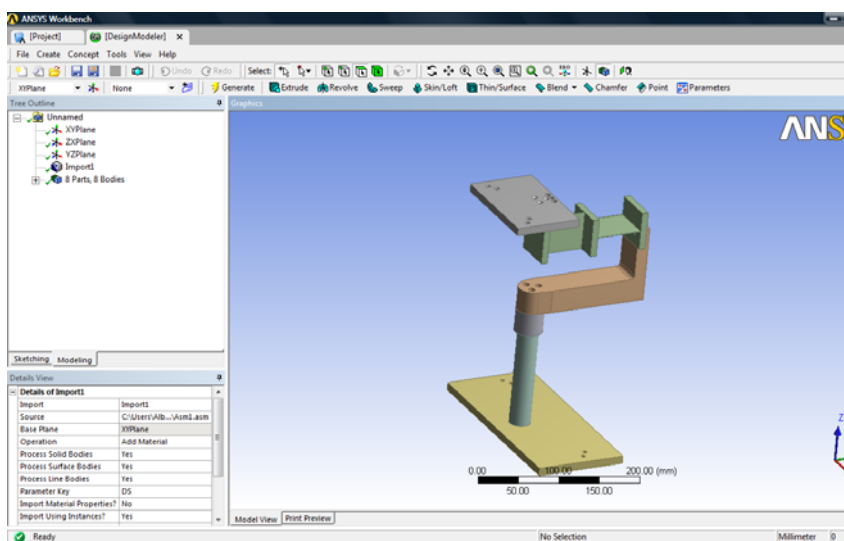 ANSYS Workbench
[Project] [DesignModeler] x
File Create Concept Tools View Help
Undo Redo Select:
XYPlane None Generate Extrude Revolve Sweep Skin/Loft Thin/Surface Blend Chamfer Point Parameters
Tree Outline
Graphics
Unnamed
XYPlane
ZXPlane
YZPlane
Import1
8 Parts, 8 Bodies
ANS
Sketching Modeling
Details View
Details of Import1
Import Import1
Source C:\Users\Alb...\Asm1.asm
Base Plane XYPlane
Operation Add Material
Process Solid Bodies Yes
Process Surface Bodies Yes
Process Line Bodies Yes
Parameter Key DS
Import Material Properties? No
Import Using Instances? Yes
0.00 100.00 200.00 (mm)
50.00 150.00
Z
Model View Print Preview
Ready No Selection Millimeter 0